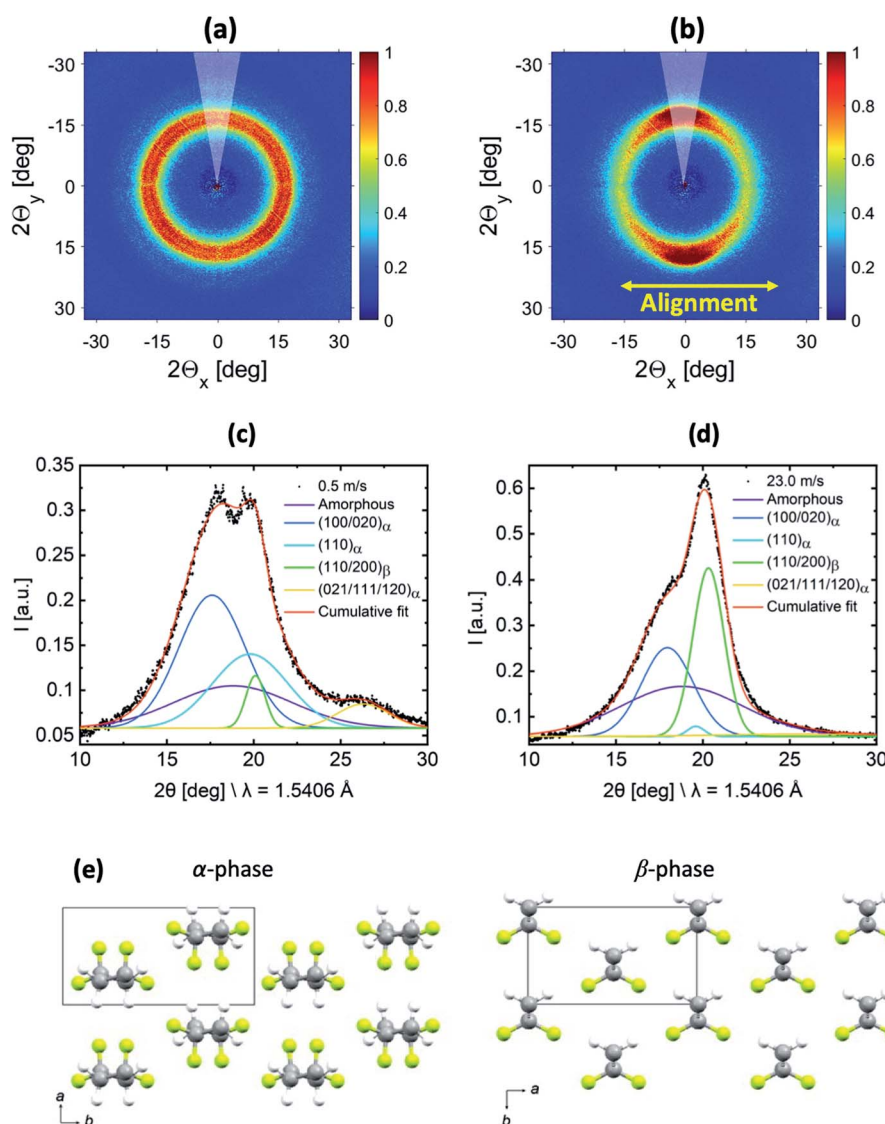 (a)
(b)
-30
-15
0
15
30
2Θy [deg]
-30 -15 0 15 30
2Θx [deg]
1
0.8
0.6
0.4
0.2
0
-30
-15
0
15
30
2Θy [deg]
Alignment
-30 -15 0 15 30
2Θx [deg]
1
0.8
0.6
0.4
0.2
0
(c)
0.35
0.3
0.25
0.2
0.15
0.1
0.05
I [a.u.]
0.5 m/s
Amorphous
(100/020)α
(110)α
(110/200)β
(021/111/120)α
Cumulative fit
10 15 20 25 30
2θ [deg] \ λ = 1.5406 Å
(d)
0.6
0.5
0.4
0.3
0.2
0.1
I [a.u.]
23.0 m/s
Amorphous
(100/020)α
(110)α
(110/200)β
(021/111/120)α
Cumulative fit
10 15 20 25 30
2θ [deg] \ λ = 1.5406 Å
(e)
α-phase
β-phase
a
b
a
b